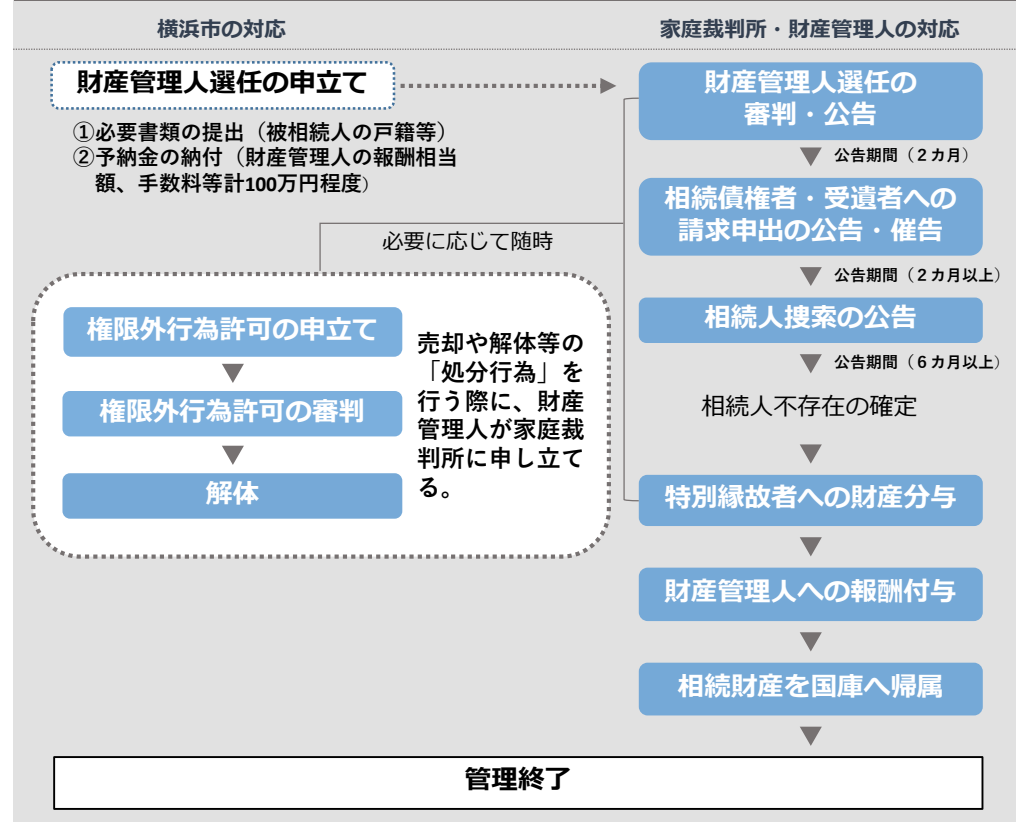 横浜市の対応
家庭裁判所・財産管理人の対応
財産管理人選任の申立て
①必要書類の提出（被相続人の戸籍等）
②予納金の納付（財産管理人の報酬相当
額、手数料等計100万円程度）
財産管理人選任の
審判・公告
公告期間（２カ月）
相続債権者・受遺者への
請求申出の公告・催告
公告期間（２カ月以上）
相続人捜索の公告
公告期間（６カ月以上）
相続人不存在の確定
特別縁故者への財産分与
財産管理人への報酬付与
相続財産を国庫へ帰属
必要に応じて随時
権限外行為許可の申立て
権限外行為許可の審判
解体
売却や解体等の
「処分行為」を
行う際に、財産
管理人が家庭裁
判所に申し立て
る。
管理終了